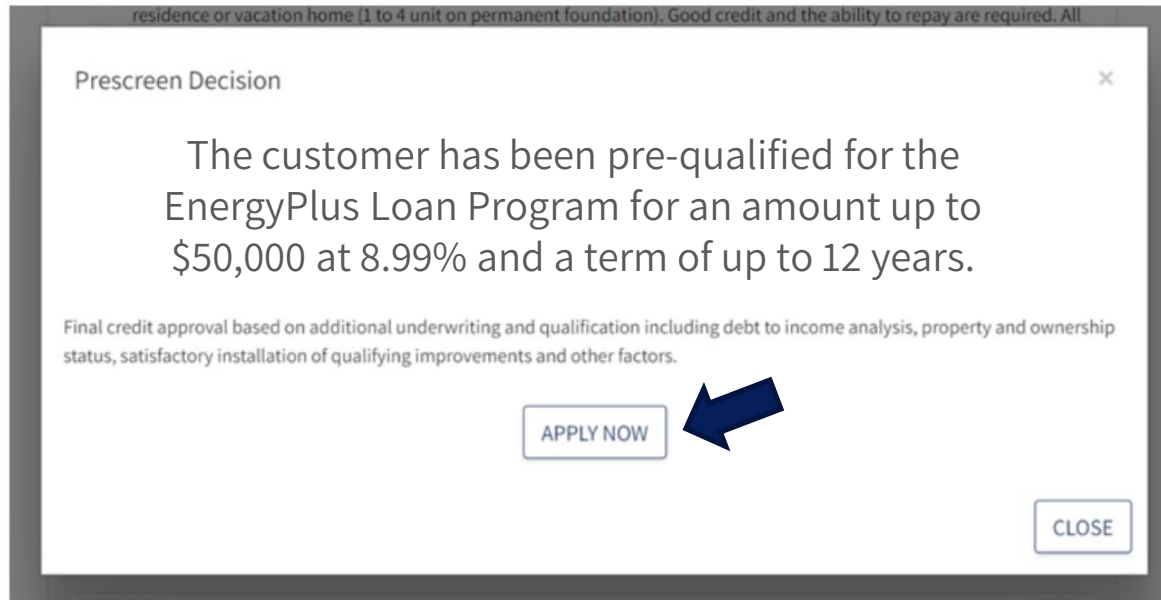 residence or vacation home (1 to 4 unit on permanent foundation). Good credit and the ability to repay are required. All
Prescreen Decision
×
The customer has been pre-qualified for the
EnergyPlus Loan Program for an amount up to
$50,000 at 8.99% and a term of up to 12 years.
Final credit approval based on additional underwriting and qualification including debt to income analysis, property and ownership
status, satisfactory installation of qualifying improvements and other factors.
APPLY NOW
CLOSE